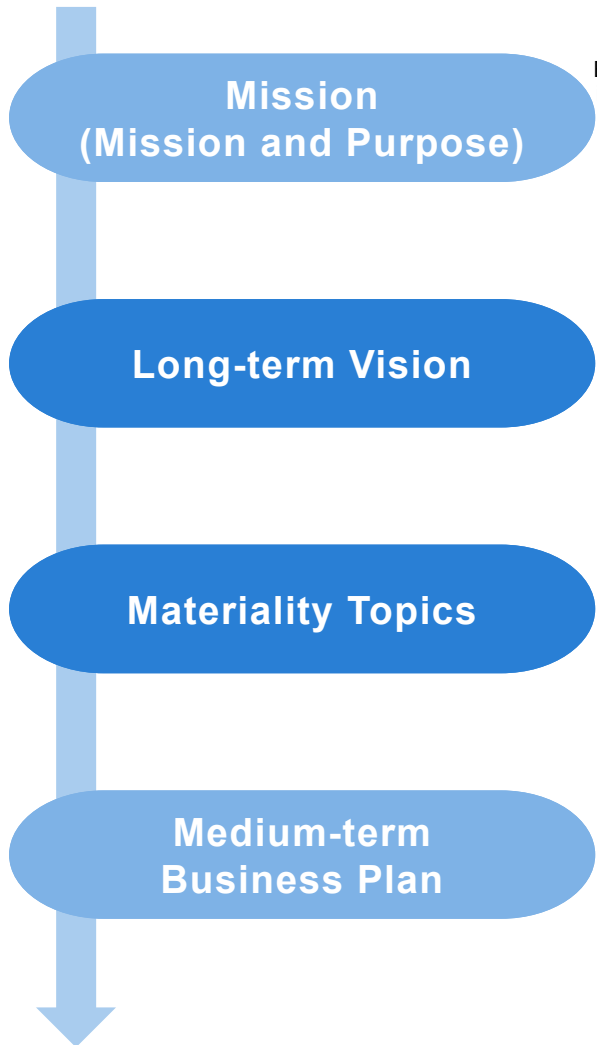 Mission
(Mission and Purpose)
Long-term Vision
Materiality Topics
Medium-term
Business Plan